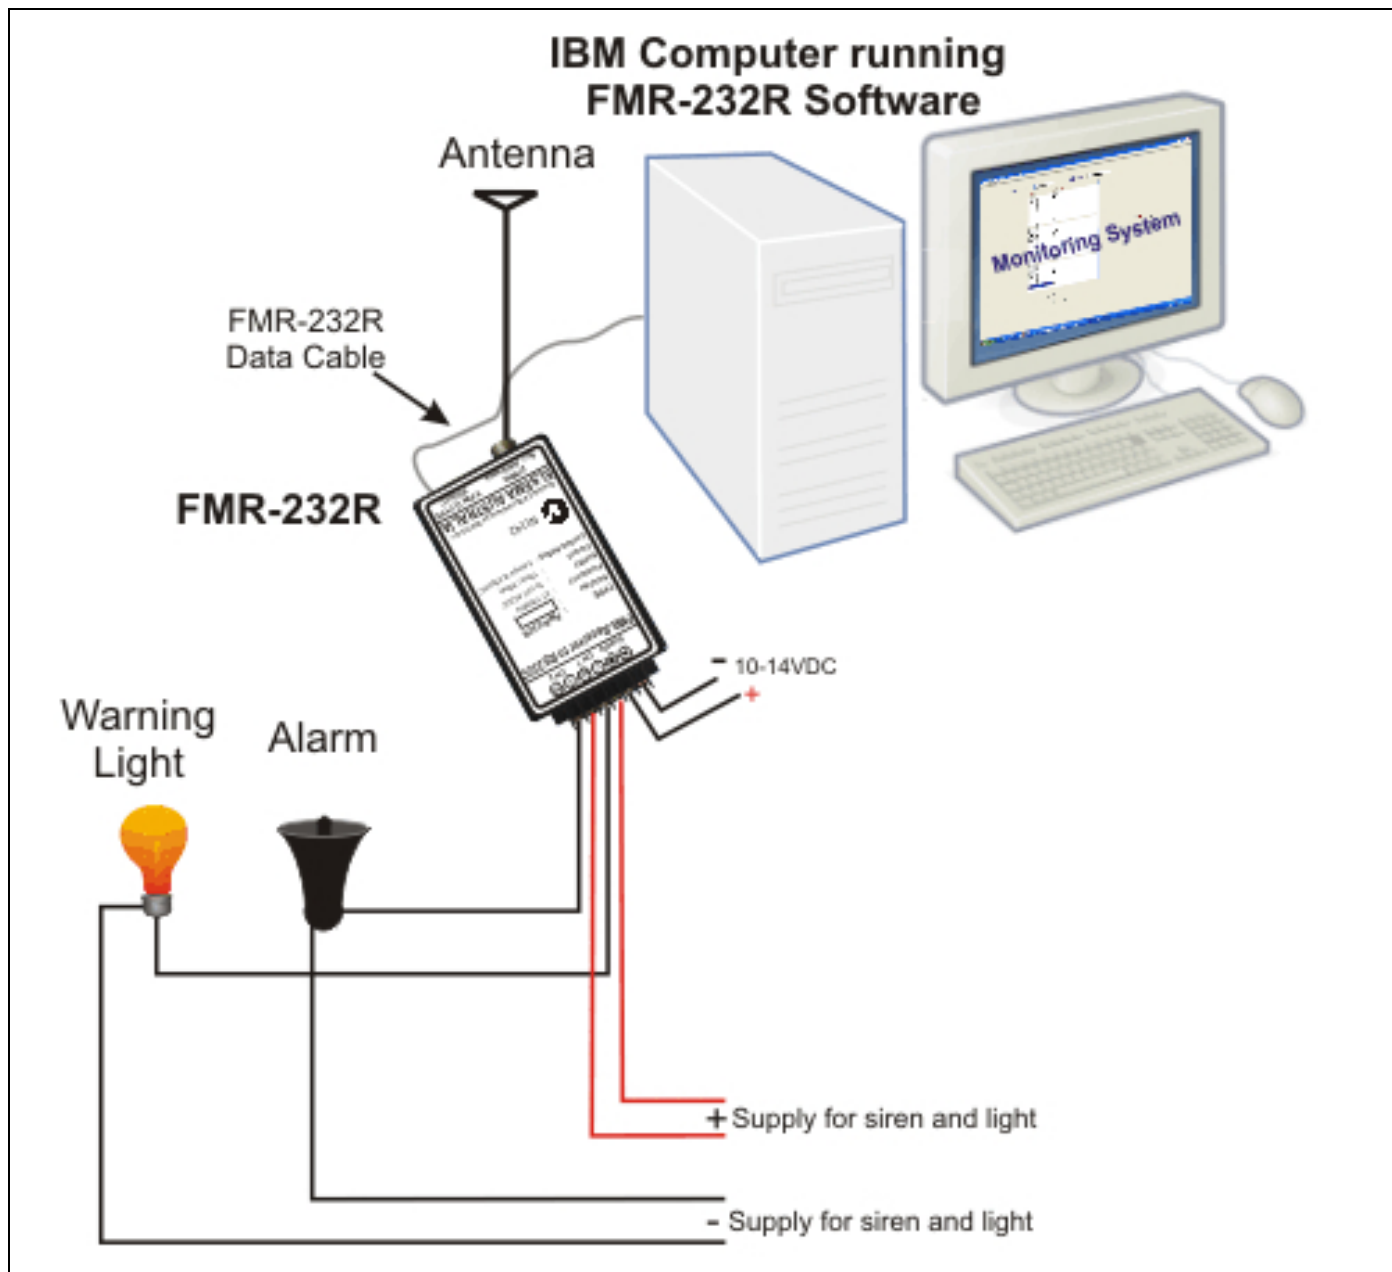 IBM Computer running
FMR-232R Software
Antenna
Monitoring System
FMR-232R
Data Cable
FMR-232R
- 10-14VDC
+
Warning
Light
Alarm
+ Supply for siren and light
- Supply for siren and light